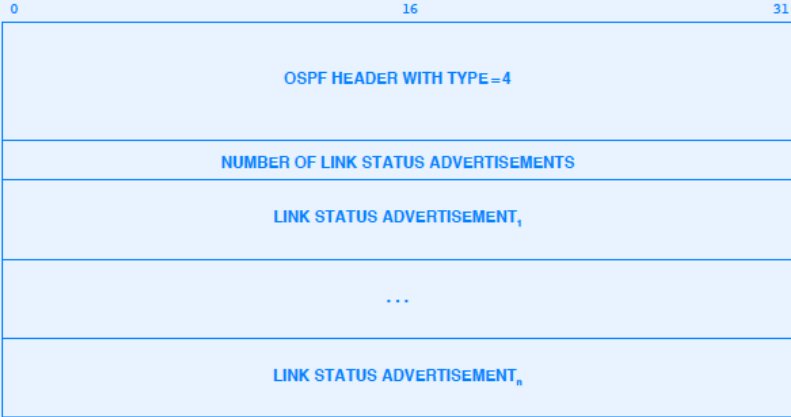 0 16 31
OSPF HEADER WITH TYPE=4
NUMBER OF LINK STATUS ADVERTISEMENTS
LINK STATUS ADVERTISEMENT₁
...
LINK STATUS ADVERTISEMENTₙ